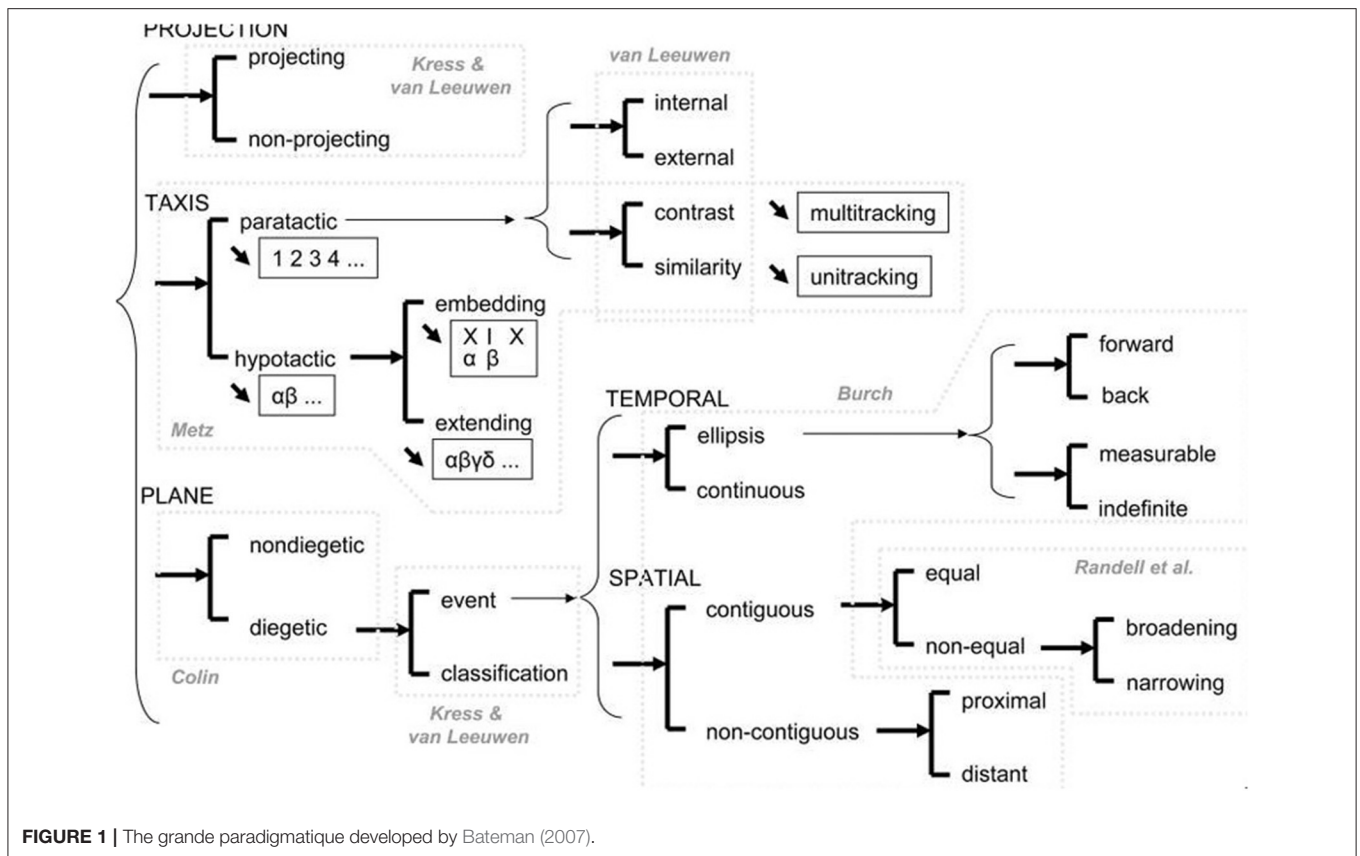 PROJECTION
projecting
Kress &
van Leeuwen
non-projecting
van Leeuwen
internal
external
TAXIS
paratactic
1 2 3 4 ...
contrast
multitracking
similarity
unitracking
hypotactic
αβ ...
embedding
X I X
α β
extending
αβγδ ...
Metz
TEMPORAL
ellipsis
continuous
Burch
forward
back
measurable
indefinite
PLANE
nondiegetic
diegetic
Colin
event
classification
Kress &
van Leeuwen
SPATIAL
contiguous
equal
Randell et al.
non-equal
broadening
narrowing
non-contiguous
proximal
distant
FIGURE 1 | The grande paradigmatique developed by Bateman (2007).